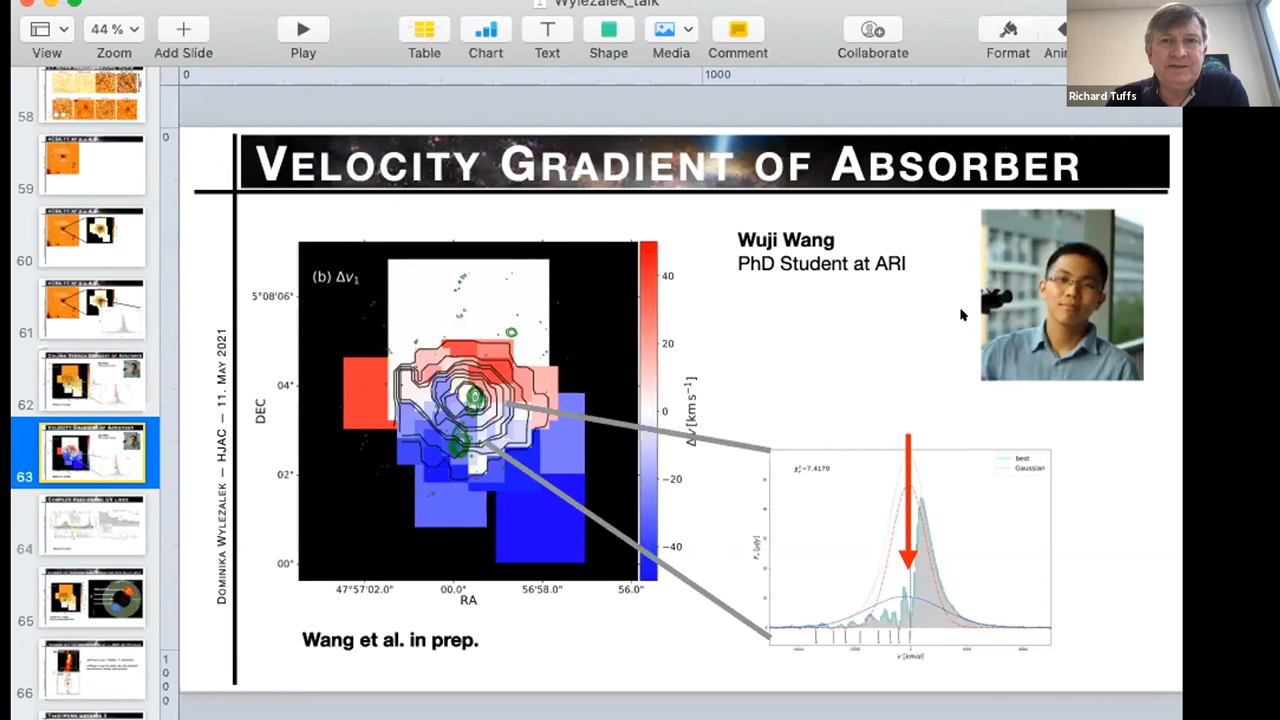 Wylezalek_talk
44 %
View
Zoom
Add Slide
Play
Table
Chart
Text
Shape
Media
Comment
Collaborate
Format
Richard Tuffs
0
1000
0
58
59
60
61
62
63
64
65
66
VELOCITY GRADIENT OF ABSORBER
DOMINIKA WYLEZALEK – HJAC – 11. MAY 2021
Wuji Wang
PhD Student at ARI
(b) Δv₁
5°08'06"
04"
02"
00"
DEC
47°57'02.0"
00.0"
56'58.0"
56.0"
RA
40
20
0
−20
−40
Δv [km s⁻¹]
best
Gaussian
Wang et al. in prep.